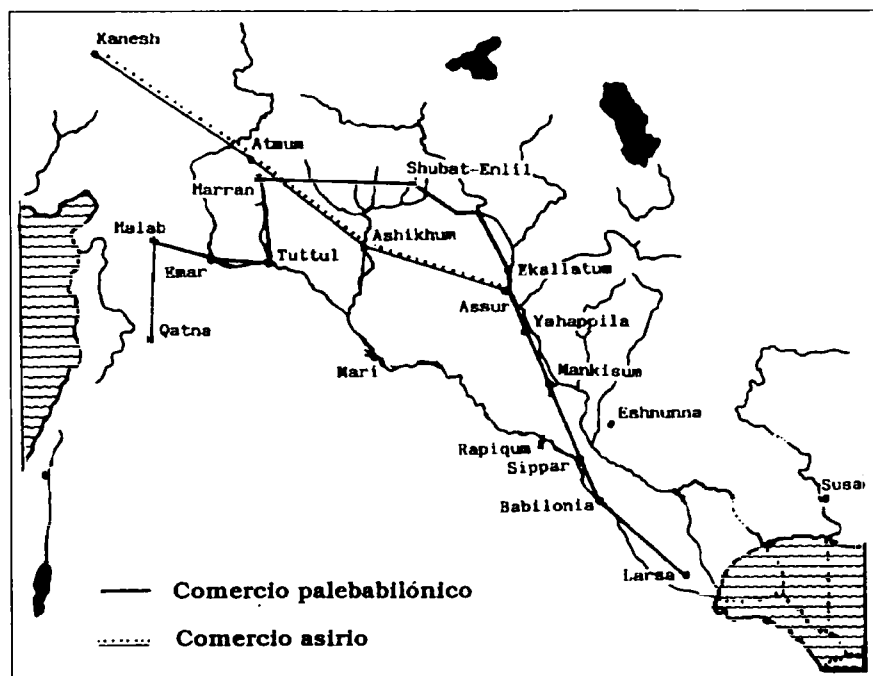 Kanesh
Atmum
Harran
Shubat-Enlil
Halab
Emar
Tuttul
Ashikhum
Ekallatum
Assur
Yahappila
Qatna
Mari
Mankisum
Eshnunna
Rapiqum
Sippar
Susa
Babilonia
Larsa
Comercio palebabilónico
Comercio asirio